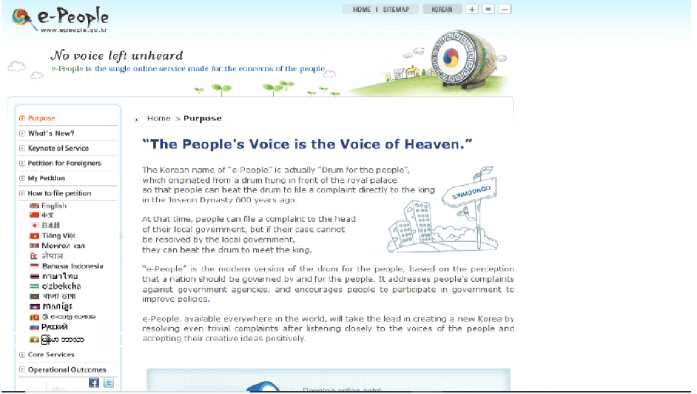 e-People
www.epeople.go.kr
HOME | SITEMAP
KOREAN
+ = −
No voice left unheard
e-People is the single online service made for the concerns of the people
Purpose
What's New?
Keynote of Service
Petition for Foreigners
My Petition
How to file petition
English
中文
日本語
Tiếng Việt
Монгол хэл
नेपाल
Bahasa Indonesia
ภาษาไทย
o'zbekcha
বাংলা ভাষা
ភាសាខ្មែរ
Русский
Core Services
Operational Outcomes
Home > Purpose
“The People's Voice is the Voice of Heaven.”
The Korean name of “e-People” is actually “Drum for the people”,
which originated from a drum hung in front of the royal palace
so that people can beat the drum to file a complaint directly to the king
in the Joseon Dynasty 600 years ago.
SINMUNGO
At that time, people can file a complaint to the head
of their local government, but if their case cannot
be resolved by the local government,
they can beat the drum to meet the king.
“e-People” is the modern version of the drum for the people, based on the perception
that a nation should be governed by and for the people. It addresses people's complaints
against government agencies, and encourages people to participate in government to
improve policies.
e-People, available everywhere in the world, will take the lead in creating a new Korea by
resolving even trivial complaints after listening closely to the voices of the people and
accepting their creative ideas positively.